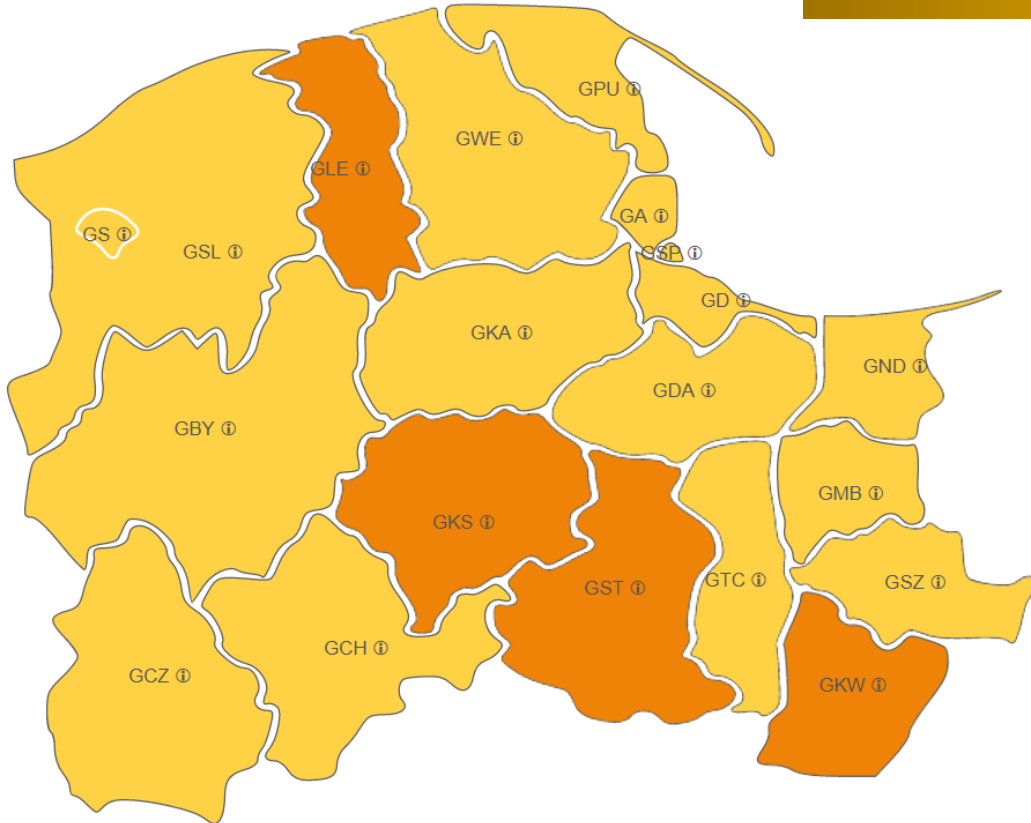 GPU ⓘ
GWE ⓘ
GLE ⓘ
GA ⓘ
GS ⓘ
GSL ⓘ
GSP ⓘ
GD ⓘ
GKA ⓘ
GND ⓘ
GDA ⓘ
GBY ⓘ
GMB ⓘ
GKS ⓘ
GTC ⓘ
GSZ ⓘ
GST ⓘ
GCH ⓘ
GCZ ⓘ
GKW ⓘ